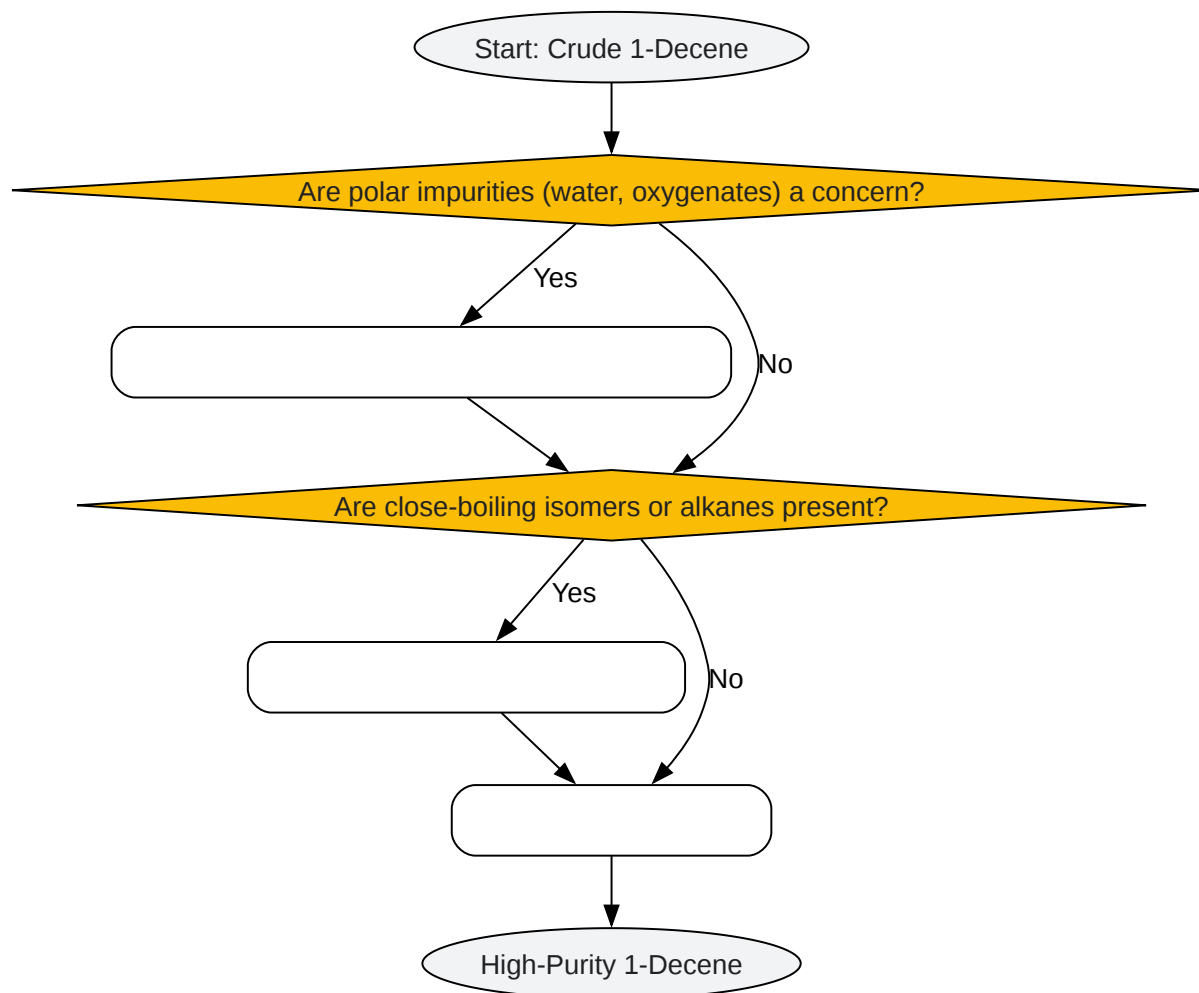 Start: Crude 1-Decene
Are polar impurities (water, oxygenates) a concern?
Yes
No
Are close-boiling isomers or alkanes present?
Yes
No
High-Purity 1-Decene